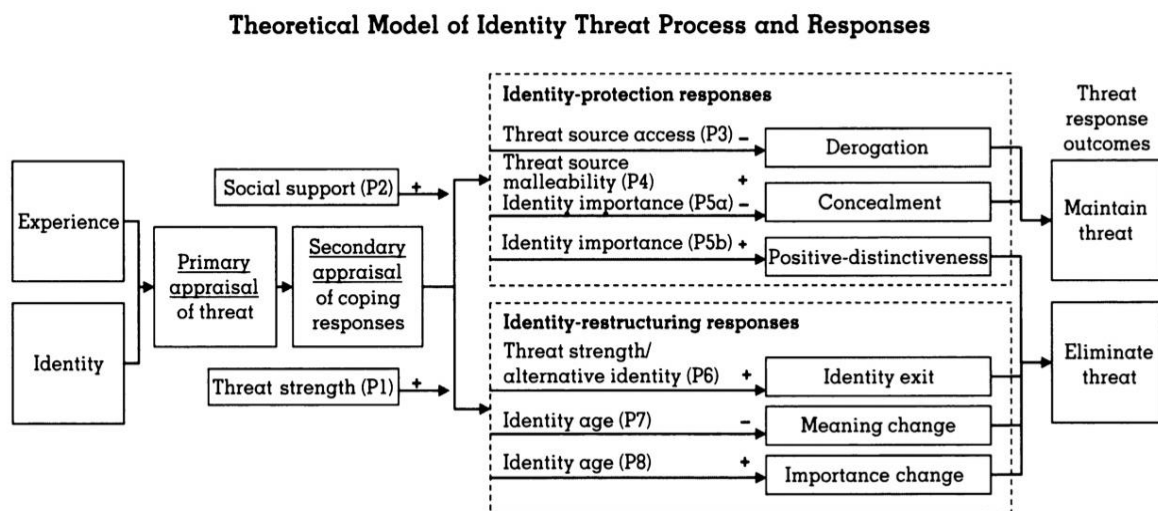 Theoretical Model of Identity Threat Process and Responses
Experience
Identity
Primary
appraisal
of threat
Social support (P2) +
Secondary
appraisal
of coping
responses
Threat strength (P1) +
Identity-protection responses
Threat source access (P3) –
Derogation
Threat source
malleability (P4) +
Identity importance (P5a) –
Concealment
Identity importance (P5b) +
Positive-distinctiveness
Identity-restructuring responses
Threat strength/
alternative identity (P6) +
Identity exit
Identity age (P7) –
Meaning change
Identity age (P8) +
Importance change
Threat
response
outcomes
Maintain
threat
Eliminate
threat